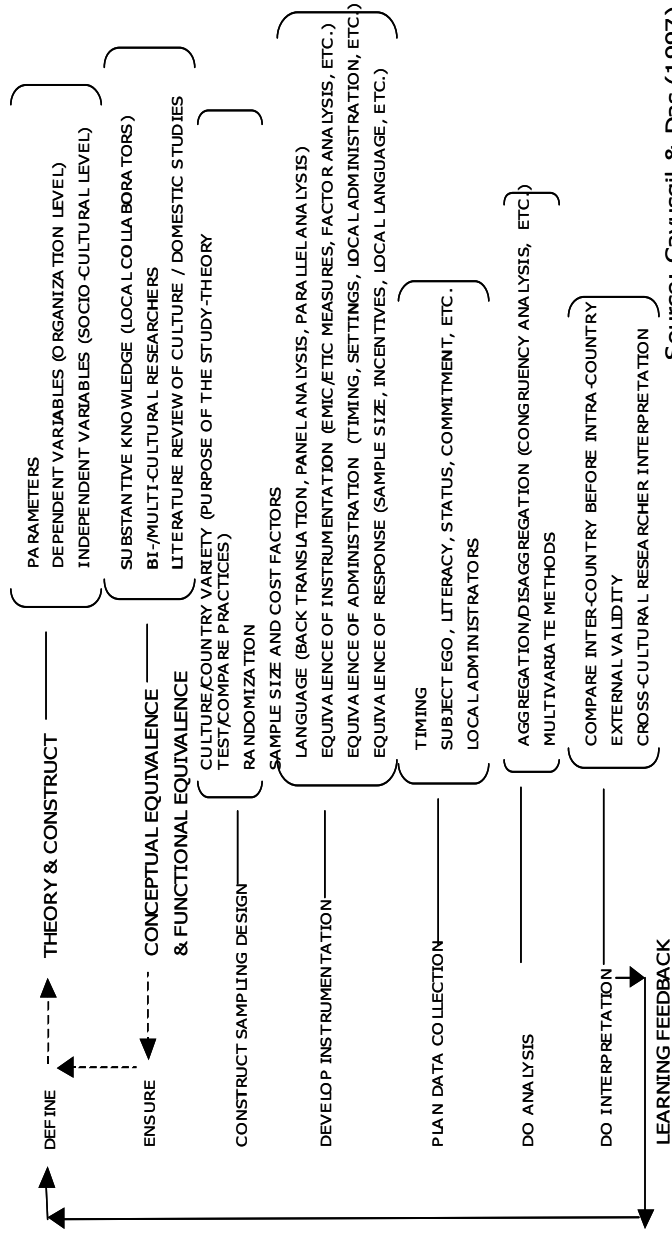 DEFINE
THEORY & CONSTRUCT
PARAMETERS
DEPENDENT VARIABLES (ORGANIZATION LEVEL)
INDEPENDENT VARIABLES (SOCIO-CULTURAL LEVEL)
ENSURE
CONCEPTUAL EQUIVALENCE
& FUNCTIONAL EQUIVALENCE
SUBSTANTIVE KNOWLEDGE (LOCAL COLLABORATORS)
BI-/MULTI-CULTURAL RESEARCHERS
LITERATURE REVIEW OF CULTURE / DOMESTIC STUDIES
CONSTRUCT SAMPLING DESIGN
CULTURE/COUNTRY VARIETY (PURPOSE OF THE STUDY-THEORY
TEST/COMPARE PRACTICES)
RANDOMIZATION
SAMPLE SIZE AND COST FACTORS
DEVELOP INSTRUMENTATION
LANGUAGE (BACK TRANSLATION, PANEL ANALYSIS, PARALLEL ANALYSIS)
EQUIVALENCE OF INSTRUMENTATION (EMIC/ETIC MEASURES, FACTOR ANALYSIS, ETC.)
EQUIVALENCE OF ADMINISTRATION (TIMING, SETTINGS, LOCAL ADMINISTRATION, ETC.)
EQUIVALENCE OF RESPONSE (SAMPLE SIZE, INCENTIVES, LOCAL LANGUAGE, ETC.)
PLAN DATA COLLECTION
TIMING
SUBJECT EGO, LITERACY, STATUS, COMMITMENT, ETC.
LOCAL ADMINISTRATORS
DO ANALYSIS
AGGREGATION/DISAGGREGATION (CONGRUENCY ANALYSIS, ETC.)
MULTIVARIATE METHODS
DO INTERPRETATION
COMPARE INTER-COUNTRY BEFORE INTRA-COUNTRY
EXTERNAL VALIDITY
CROSS-CULTURAL RESEARCHER INTERPRETATION
LEARNING FEEDBACK
Source: Cavusgil & Das (1997)